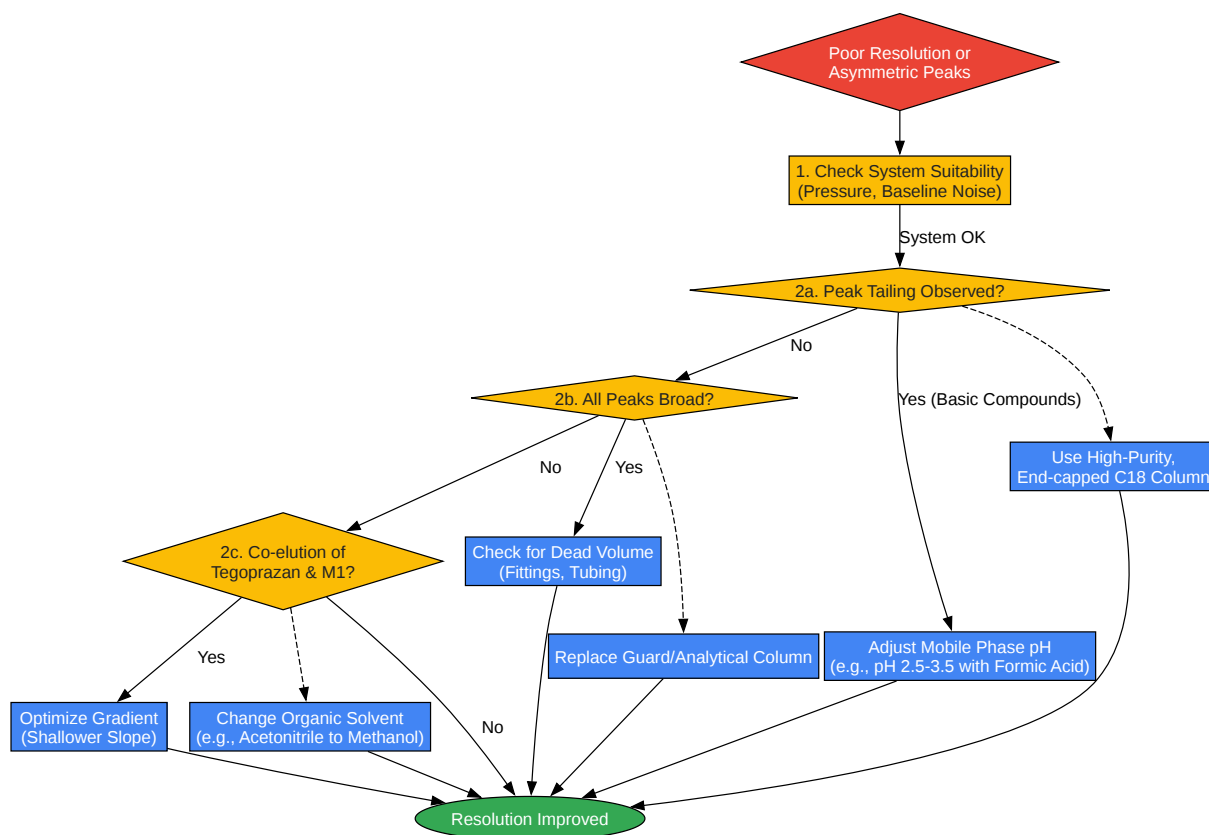 Poor Resolution or
Asymmetric Peaks
1. Check System Suitability
(Pressure, Baseline Noise)
System OK
2a. Peak Tailing Observed?
No
Yes (Basic Compounds)
2b. All Peaks Broad?
Use High-Purity,
End-capped C18 Column
No
Yes
2c. Co-elution of
Tegoprazan & M1?
Check for Dead Volume
(Fittings, Tubing)
Yes
Replace Guard/Analytical Column
Adjust Mobile Phase pH
(e.g., pH 2.5-3.5 with Formic Acid)
Optimize Gradient
(Shallower Slope)
Change Organic Solvent
(e.g., Acetonitrile to Methanol)
No
Resolution Improved